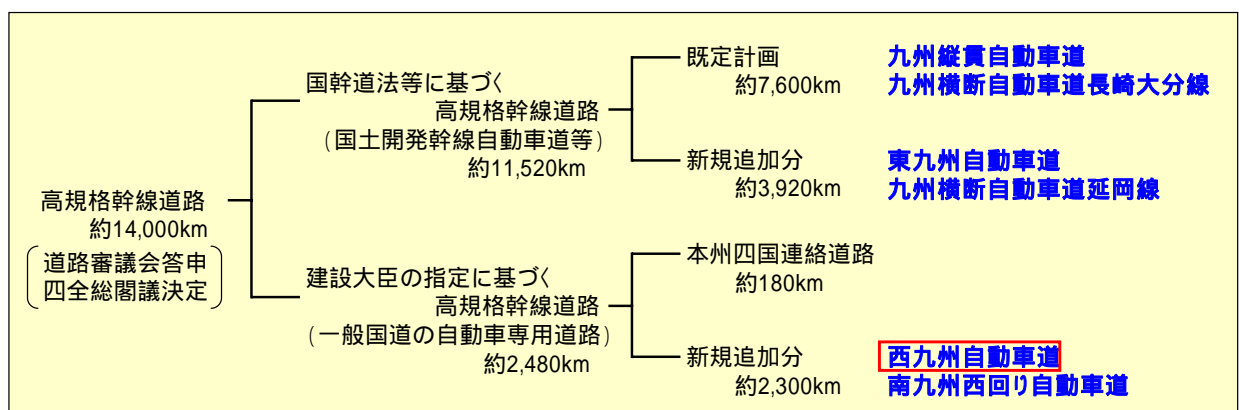 高規格幹線道路
約14,000km
道路審議会答申
四全総閣議決定
国幹道法等に基づく
高規格幹線道路
(国土開発幹線自動車道等)
約11,520km
既定計画
約7,600km
九州縦貫自動車道
九州横断自動車道長崎大分線
新規追加分
約3,920km
東九州自動車道
九州横断自動車道延岡線
建設大臣の指定に基づく
高規格幹線道路
(一般国道の自動車専用道路)
約2,480km
本州四国連絡道路
約180km
新規追加分
約2,300km
西九州自動車道
南九州西回り自動車道